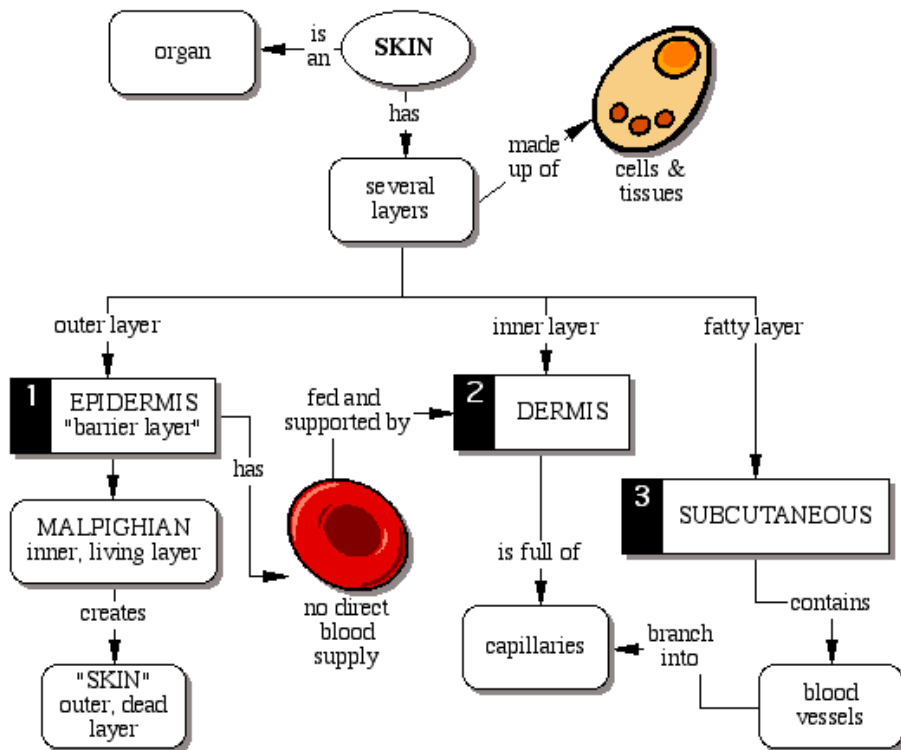 organ
is
an
SKIN
has
several
layers
made
up of
cells &
tissues
outer layer
inner layer
fatty layer
1
EPIDERMIS
"barrier layer"
fed and
supported by
2
DERMIS
has
MALPIGHIAN
inner, living layer
3
SUBCUTANEOUS
is full of
creates
no direct
blood
supply
contains
capillaries
branch
into
"SKIN"
outer, dead
layer
blood
vessels